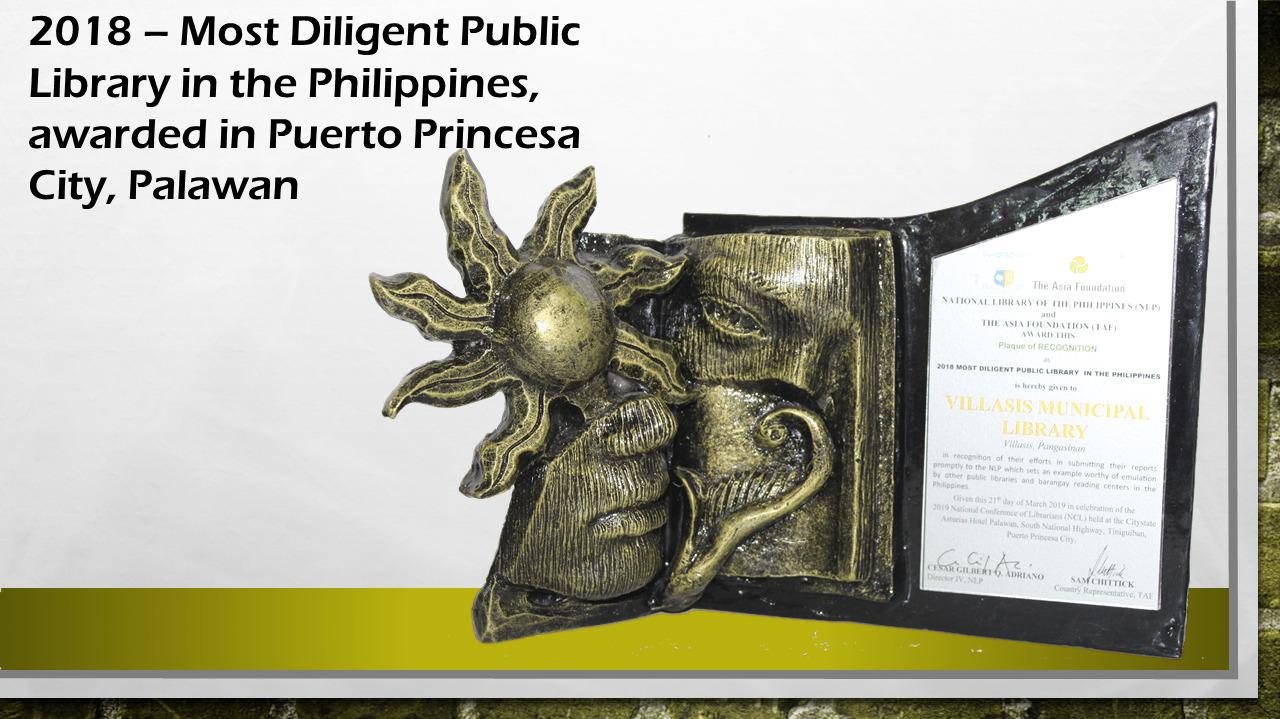 2018 – Most Diligent Public
Library in the Philippines,
awarded in Puerto Princesa
City, Palawan
The Asia Foundation
NATIONAL LIBRARY OF THE PHILIPPINES (NLP)
and
THE ASIA FOUNDATION (TAF)
AWARD THIS
Plaque of RECOGNITION
as
2018 MOST DILIGENT PUBLIC LIBRARY IN THE PHILIPPINES
is hereby given to
VILLASIS MUNICIPAL
LIBRARY
Villasis, Pangasinan
in recognition of their efforts in submitting their reports
promptly to the NLP which sets an example worthy of emulation
by other public libraries and barangay reading centers in the
Philippines.
Given this 21st day of March 2019 in celebration of the
2019 National Conference of Librarians (NCL) held at the Citystate
Asturias Hotel Palawan, South National Highway, Tiniguiban,
Puerto Princesa City.
CESAR GILBERT Q. ADRIANO
Director IV, NLP
SAM CHITTICK
Country Representative, TAF